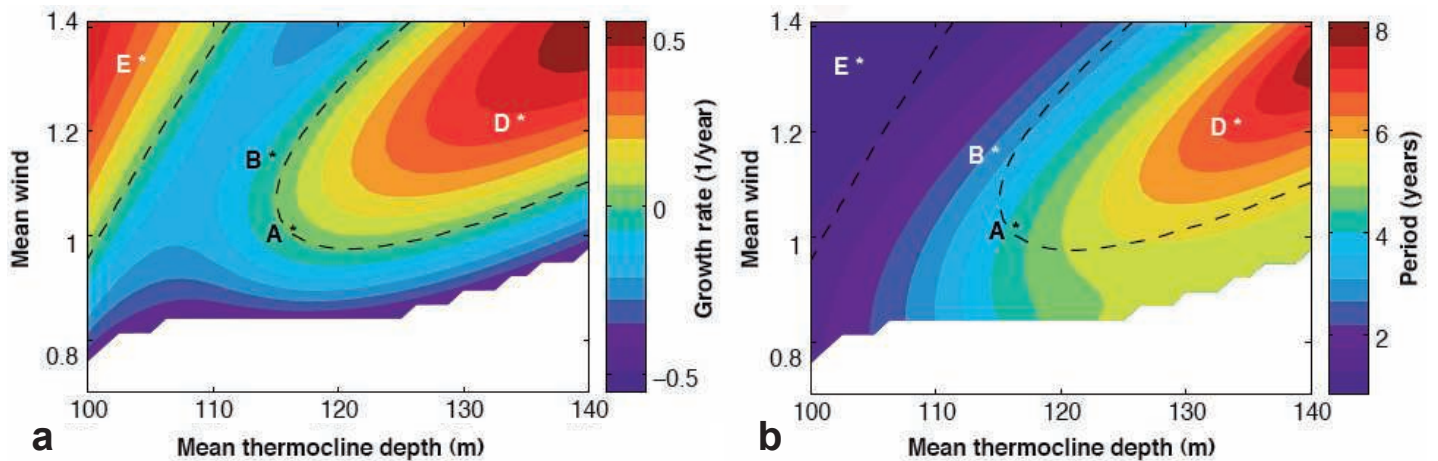 1.4
1.2
1
0.8
Mean wind
E *
B *
A *
D *
100
110
120
130
140
Mean thermocline depth (m)
0.5
0
−0.5
Growth rate (1/year)
a
1.4
1.2
1
0.8
Mean wind
E *
B *
A *
D *
100
110
120
130
140
Mean thermocline depth (m)
8
6
4
2
Period (years)
b